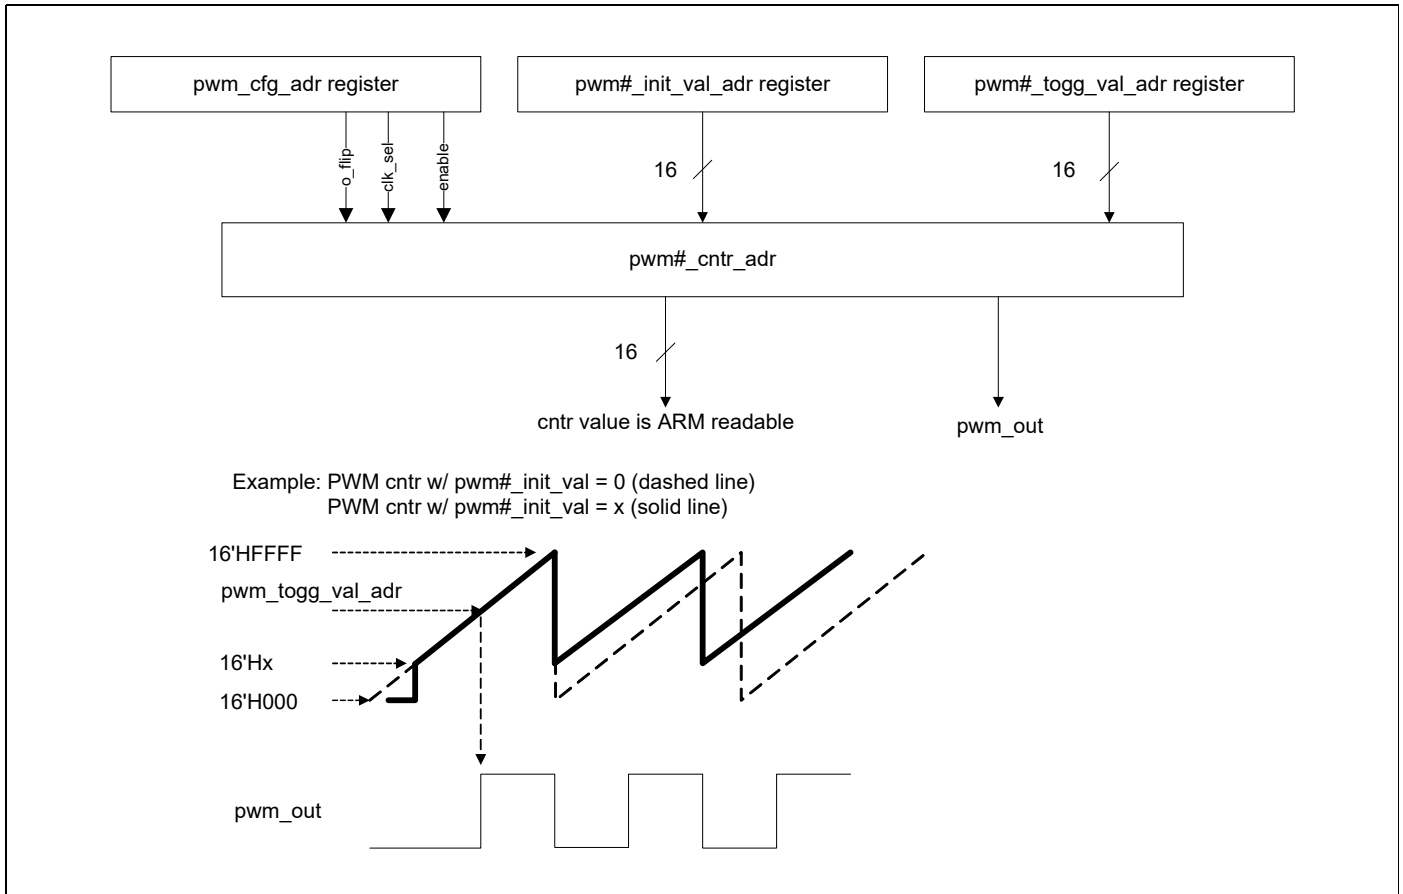 pwm_cfg_adr register
pwm#_init_val_adr register
pwm#_togg_val_adr register
o_flip
clk_sel
enable
16
16
pwm#_cntr_adr
16
cntr value is ARM readable
pwm_out
Example: PWM cntr w/ pwm#_init_val = 0 (dashed line)
PWM cntr w/ pwm#_init_val = x (solid line)
16'HFFFF
pwm_togg_val_adr
16'Hx
16'H000
pwm_out